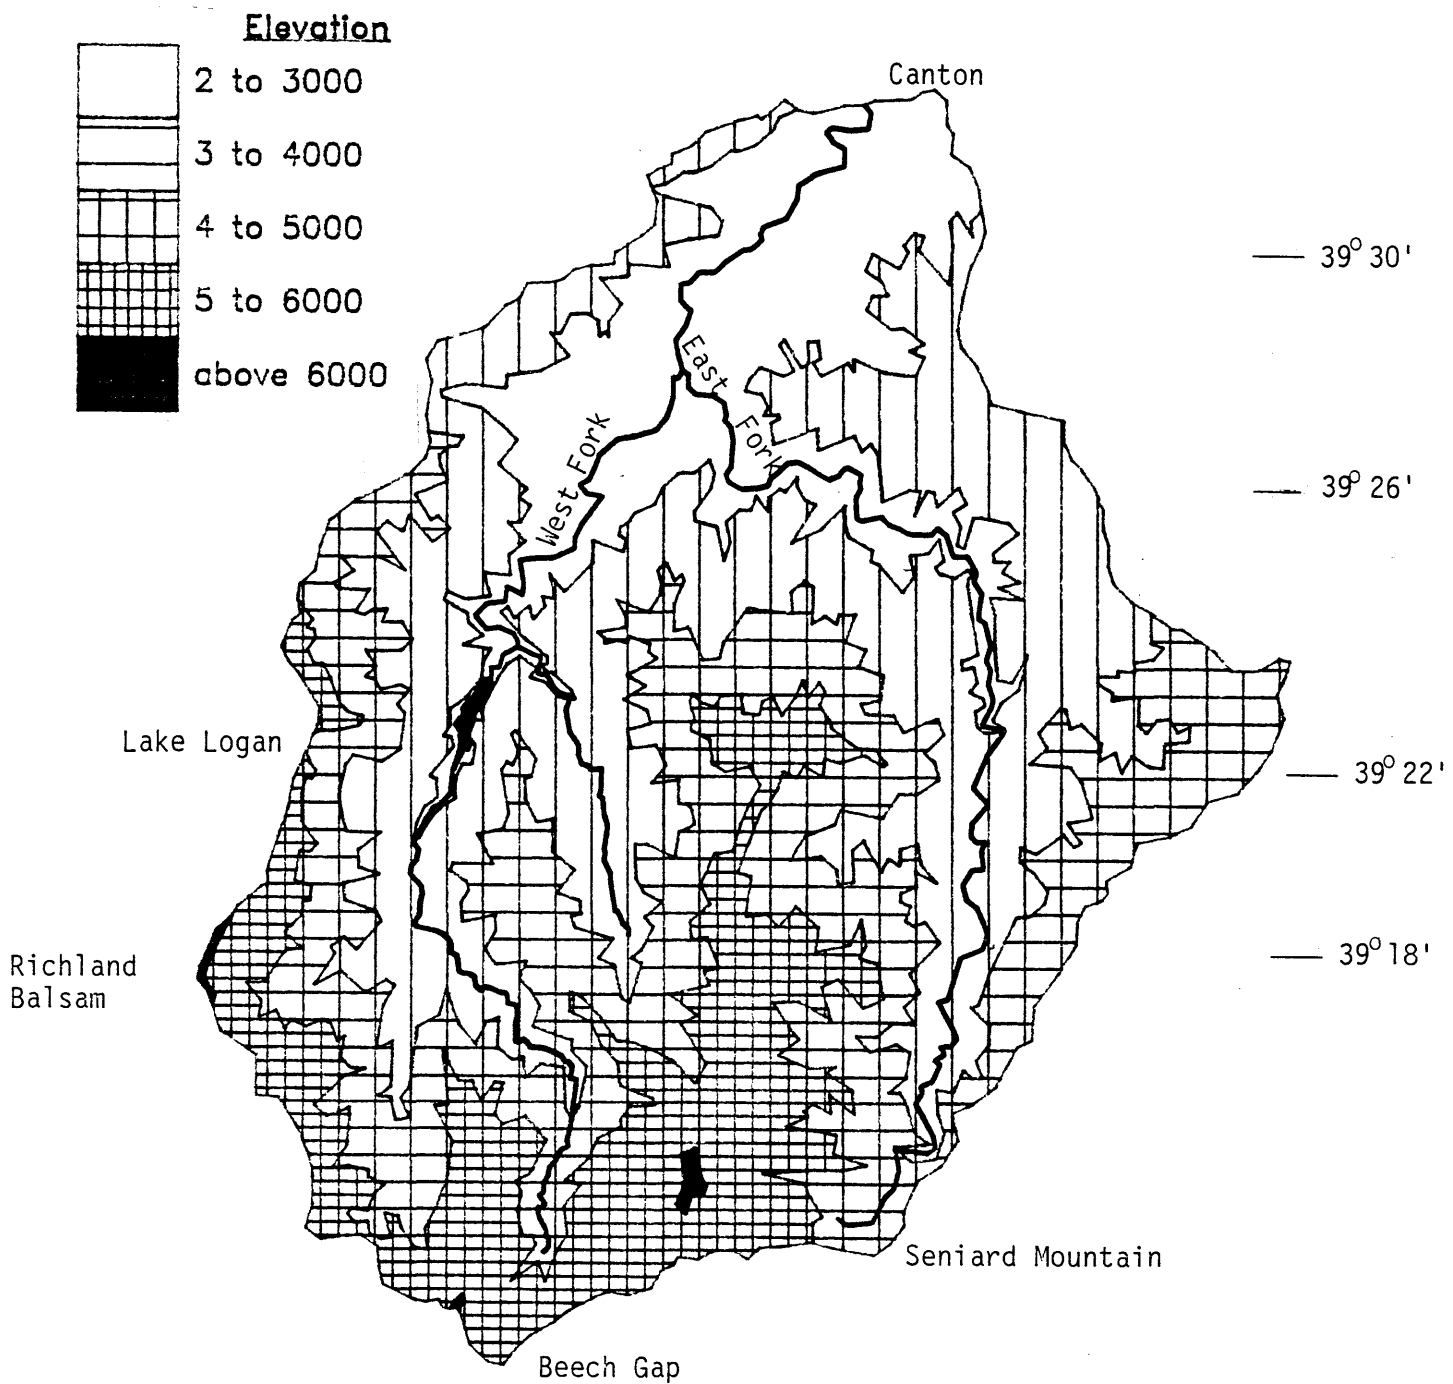 Elevation
2 to 3000
3 to 4000
4 to 5000
5 to 6000
above 6000
Canton
39° 30'
East
Fork
West Fork
39° 26'
Lake Logan
39° 22'
Richland
Balsam
39° 18'
Seniard Mountain
Beech Gap